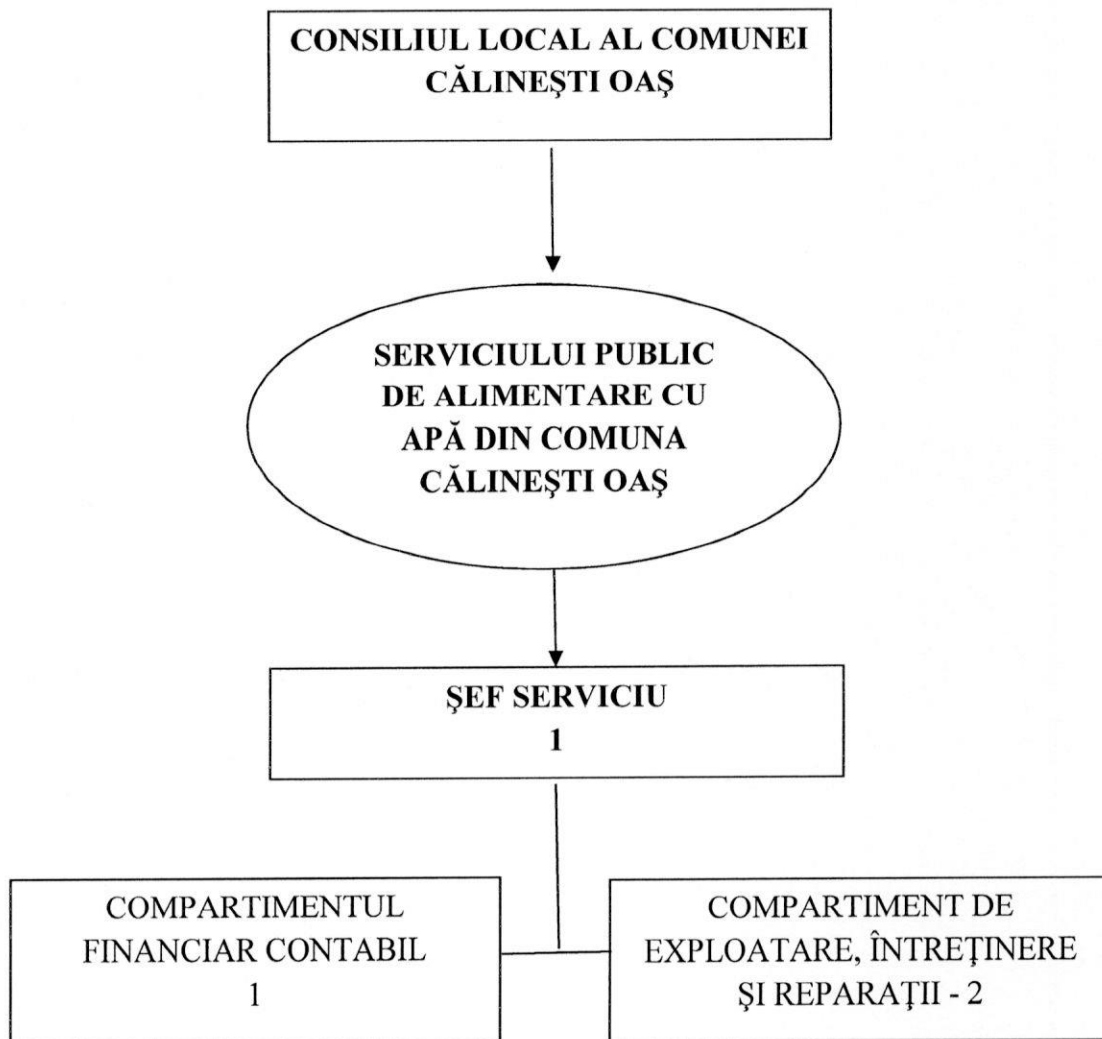 CONSILIUL LOCAL AL COMUNEI
CĂLINEŞTI OAŞ
SERVICIULUI PUBLIC
DE ALIMENTARE CU
APĂ DIN COMUNA
CĂLINEŞTI OAŞ
ŞEF SERVICIU
1
COMPARTIMENTUL
FINANCIAR CONTABIL
1
COMPARTIMENT DE
EXPLOATARE, ÎNTREŢINERE
ŞI REPARAŢII - 2